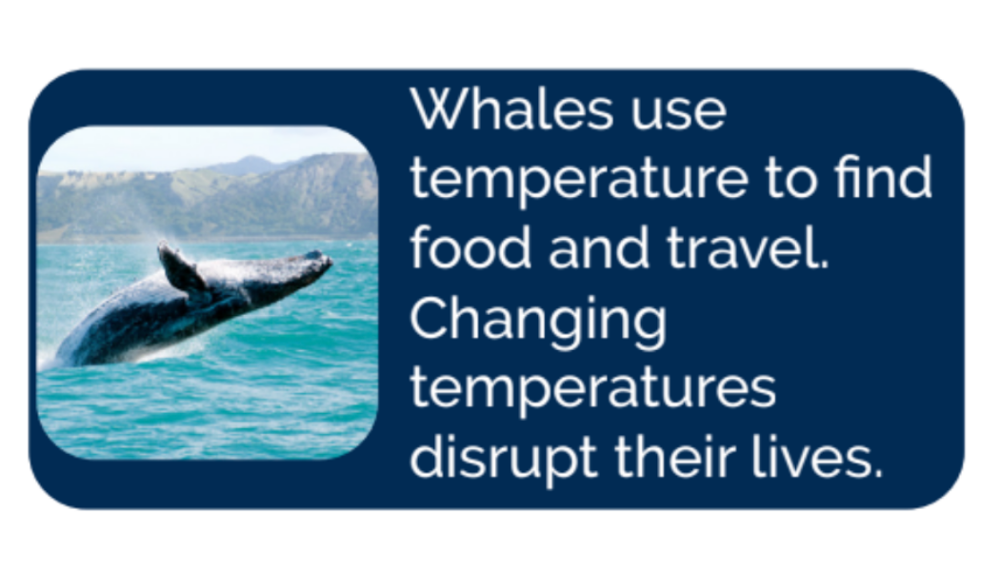 Whales use
temperature to find
food and travel.
Changing
temperatures
disrupt their lives.